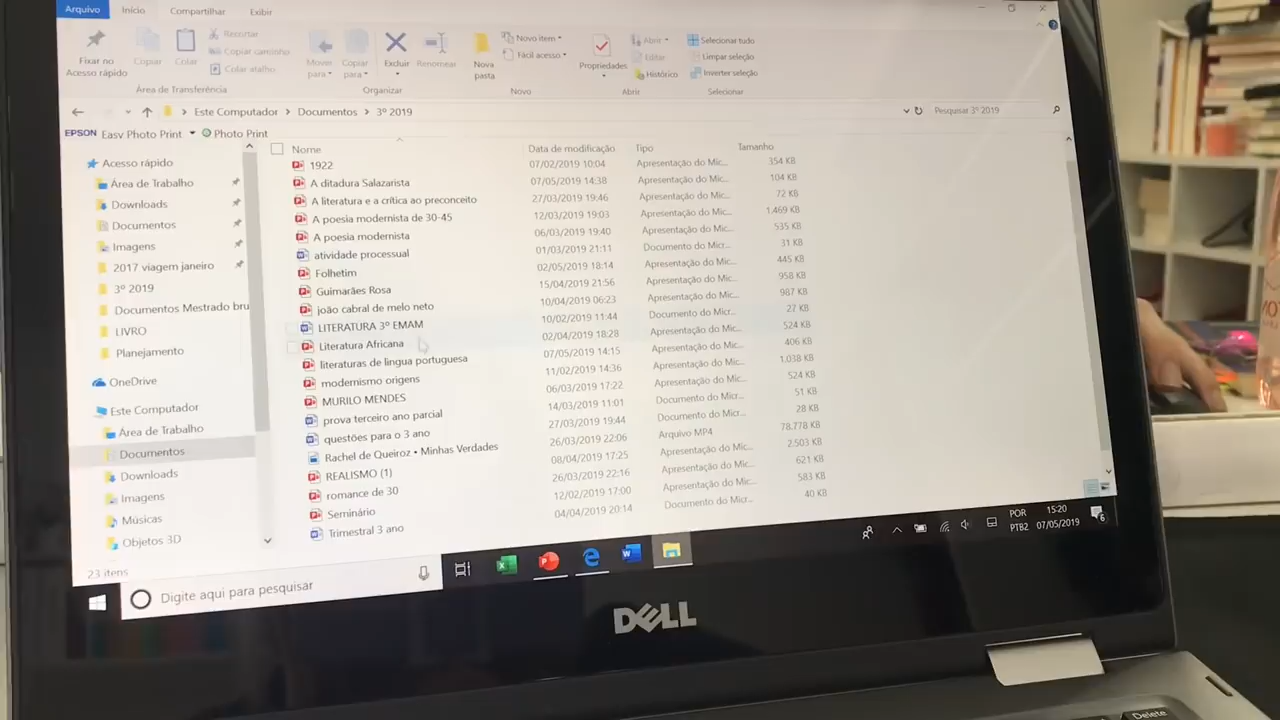 Arquivo Início Compartilhar Exibir
Fixar no Acesso rápido
Copiar
Colar
Recortar
Copiar caminho
Colar atalho
Mover para
Copiar para
Excluir
Renomear
Nova pasta
Novo item
Fácil acesso
Propriedades
Abrir
Editar
Histórico
Selecionar tudo
Limpar seleção
Inverter seleção
Área de Transferência Organizar Novo Abrir Selecionar
Este Computador > Documentos > 3º 2019 Pesquisar 3º 2019
EPSON Easy Photo Print Photo Print
Acesso rápido
Área de Trabalho
Downloads
Documentos
Imagens
2017 viagem janeiro
3º 2019
Documentos Mestrado bru
LIVRO
Planejamento
OneDrive
Este Computador
Área de Trabalho
Documentos
Downloads
Imagens
Músicas
Objetos 3D
Nome Data de modificação Tipo Tamanho
1922 07/02/2019 10:04 Apresentação do Mic... 354 KB
A ditadura Salazarista 07/05/2019 14:38 Apresentação do Mic... 104 KB
A literatura e a crítica ao preconceito 27/03/2019 19:46 Apresentação do Mic... 72 KB
A poesia modernista de 30-45 12/03/2019 19:03 Apresentação do Mic... 1.469 KB
A poesia modernista 06/03/2019 19:40 Apresentação do Mic... 535 KB
atividade processual 01/03/2019 21:11 Documento do Micr... 31 KB
Folhetim 02/05/2019 18:14 Apresentação do Mic... 445 KB
Guimarães Rosa 15/04/2019 21:56 Apresentação do Mic... 958 KB
joão cabral de melo neto 10/04/2019 06:23 Apresentação do Mic... 987 KB
LITERATURA 3º EMAM 10/02/2019 11:44 Documento do Micr... 27 KB
Literatura Africana 02/04/2019 18:28 Apresentação do Mic... 524 KB
literaturas de lingua portuguesa 07/05/2019 14:15 Apresentação do Mic... 406 KB
modernismo origens 11/02/2019 14:36 Apresentação do Mic... 1.038 KB
MURILO MENDES 06/03/2019 17:22 Apresentação do Mic... 524 KB
prova terceiro ano parcial 14/03/2019 11:01 Documento do Micr... 51 KB
questões para o 3 ano 27/03/2019 19:44 Documento do Micr... 28 KB
Rachel de Queiroz • Minhas Verdades 26/03/2019 22:06 Arquivo MP4 78.778 KB
REALISMO (1) 08/04/2019 17:25 Apresentação do Mic... 2.503 KB
romance de 30 26/03/2019 22:16 Apresentação do Mic... 621 KB
Seminário 12/02/2019 17:00 Apresentação do Mic... 583 KB
Trimestral 3 ano 04/04/2019 20:14 Documento do Micr... 40 KB
23 itens
Digite aqui para pesquisar
POR
PTB2
15:20
07/05/2019
6
DELL
Delete